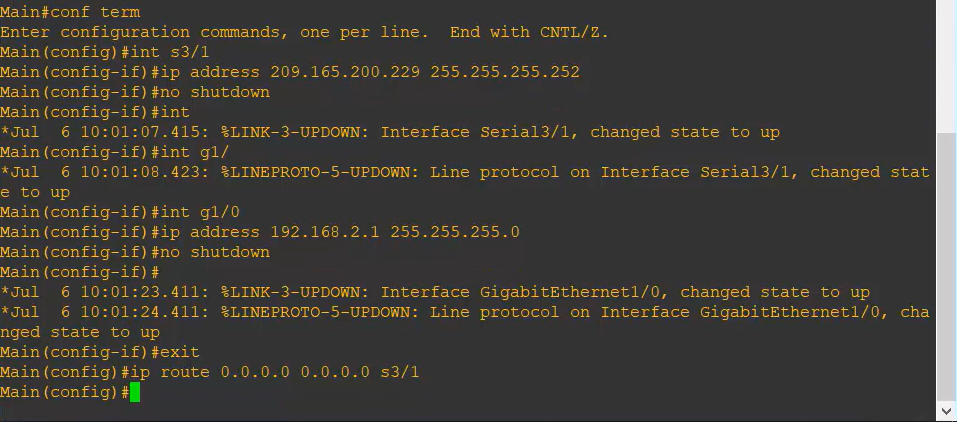 Main#conf term
Enter configuration commands, one per line.  End with CNTL/Z.
Main(config)#int s3/1
Main(config-if)#ip address 209.165.200.229 255.255.255.252
Main(config-if)#no shutdown
Main(config-if)#int
*Jul  6 10:01:07.415: %LINK-3-UPDOWN: Interface Serial3/1, changed state to up
Main(config-if)#int g1/
*Jul  6 10:01:08.423: %LINEPROTO-5-UPDOWN: Line protocol on Interface Serial3/1, changed stat
e to up
Main(config-if)#int g1/0
Main(config-if)#ip address 192.168.2.1 255.255.255.0
Main(config-if)#no shutdown
Main(config-if)#
*Jul  6 10:01:23.411: %LINK-3-UPDOWN: Interface GigabitEthernet1/0, changed state to up
*Jul  6 10:01:24.411: %LINEPROTO-5-UPDOWN: Line protocol on Interface GigabitEthernet1/0, cha
nged state to up
Main(config-if)#exit
Main(config)#ip route 0.0.0.0 0.0.0.0 s3/1
Main(config)#